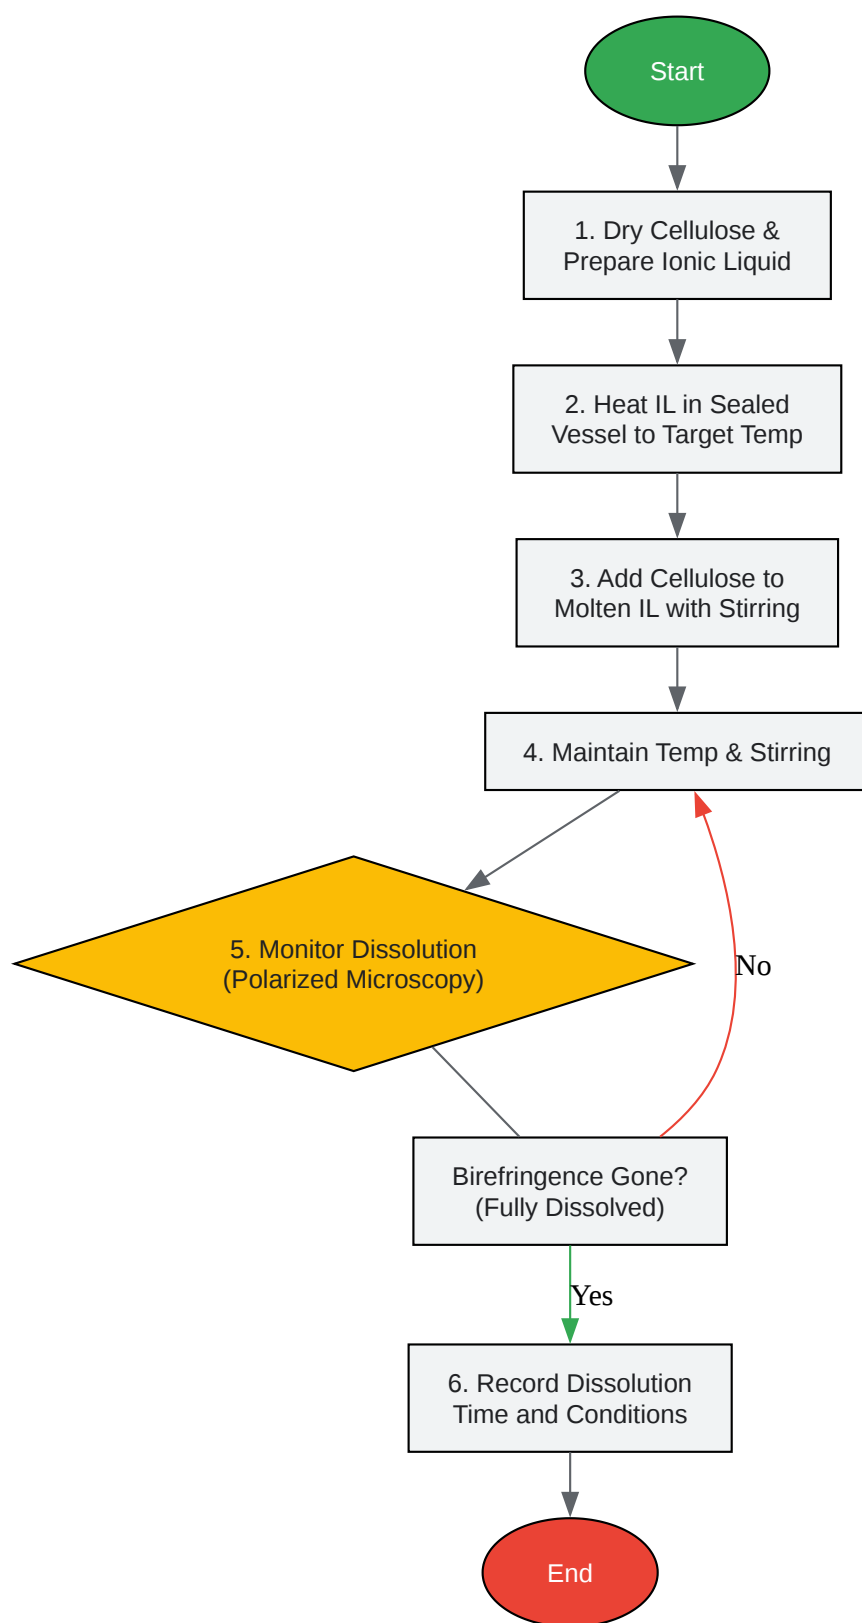 Start
1. Dry Cellulose &
Prepare Ionic Liquid
2. Heat IL in Sealed
Vessel to Target Temp
3. Add Cellulose to
Molten IL with Stirring
4. Maintain Temp & Stirring
5. Monitor Dissolution
(Polarized Microscopy)
No
Birefringence Gone?
(Fully Dissolved)
Yes
6. Record Dissolution
Time and Conditions
End